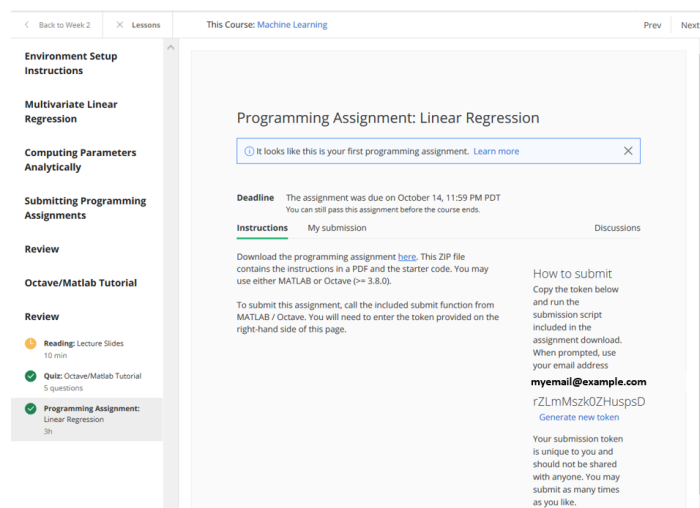 Back to Week 2
Lessons
This Course: Machine Learning
Prev
Next
Environment Setup
Instructions
Multivariate Linear
Regression
Computing Parameters
Analytically
Submitting Programming
Assignments
Review
Octave/Matlab Tutorial
Review
Reading: Lecture Slides
10 min
Quiz: Octave/Matlab Tutorial
5 questions
Programming Assignment:
Linear Regression
3h
Programming Assignment: Linear Regression
It looks like this is your first programming assignment. Learn more
Deadline The assignment was due on October 14, 11:59 PM PDT
You can still pass this assignment before the course ends.
Instructions My submission Discussions
Download the programming assignment here. This ZIP file
contains the instructions in a PDF and the starter code. You may
use either MATLAB or Octave (>= 3.8.0).
To submit this assignment, call the included submit function from
MATLAB / Octave. You will need to enter the token provided on the
right-hand side of this page.
How to submit
Copy the token below
and run the
submission script
included in the
assignment download.
When prompted, use
your email address
myemail@example.com
rZLmMszk0ZHuspsD
Generate new token
Your submission token
is unique to you and
should not be shared
with anyone. You may
submit as many times
as you like.